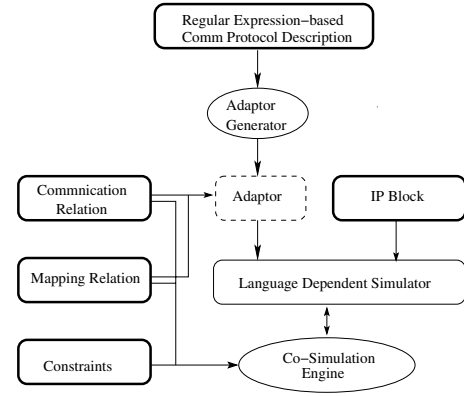 Regular Expression−based
Comm Protocol Description
Adaptor
Generator
Commnication
Relation
Adaptor
IP Block
Mapping Relation
Language Dependent Simulator
Constraints
Co−Simulation
Engine